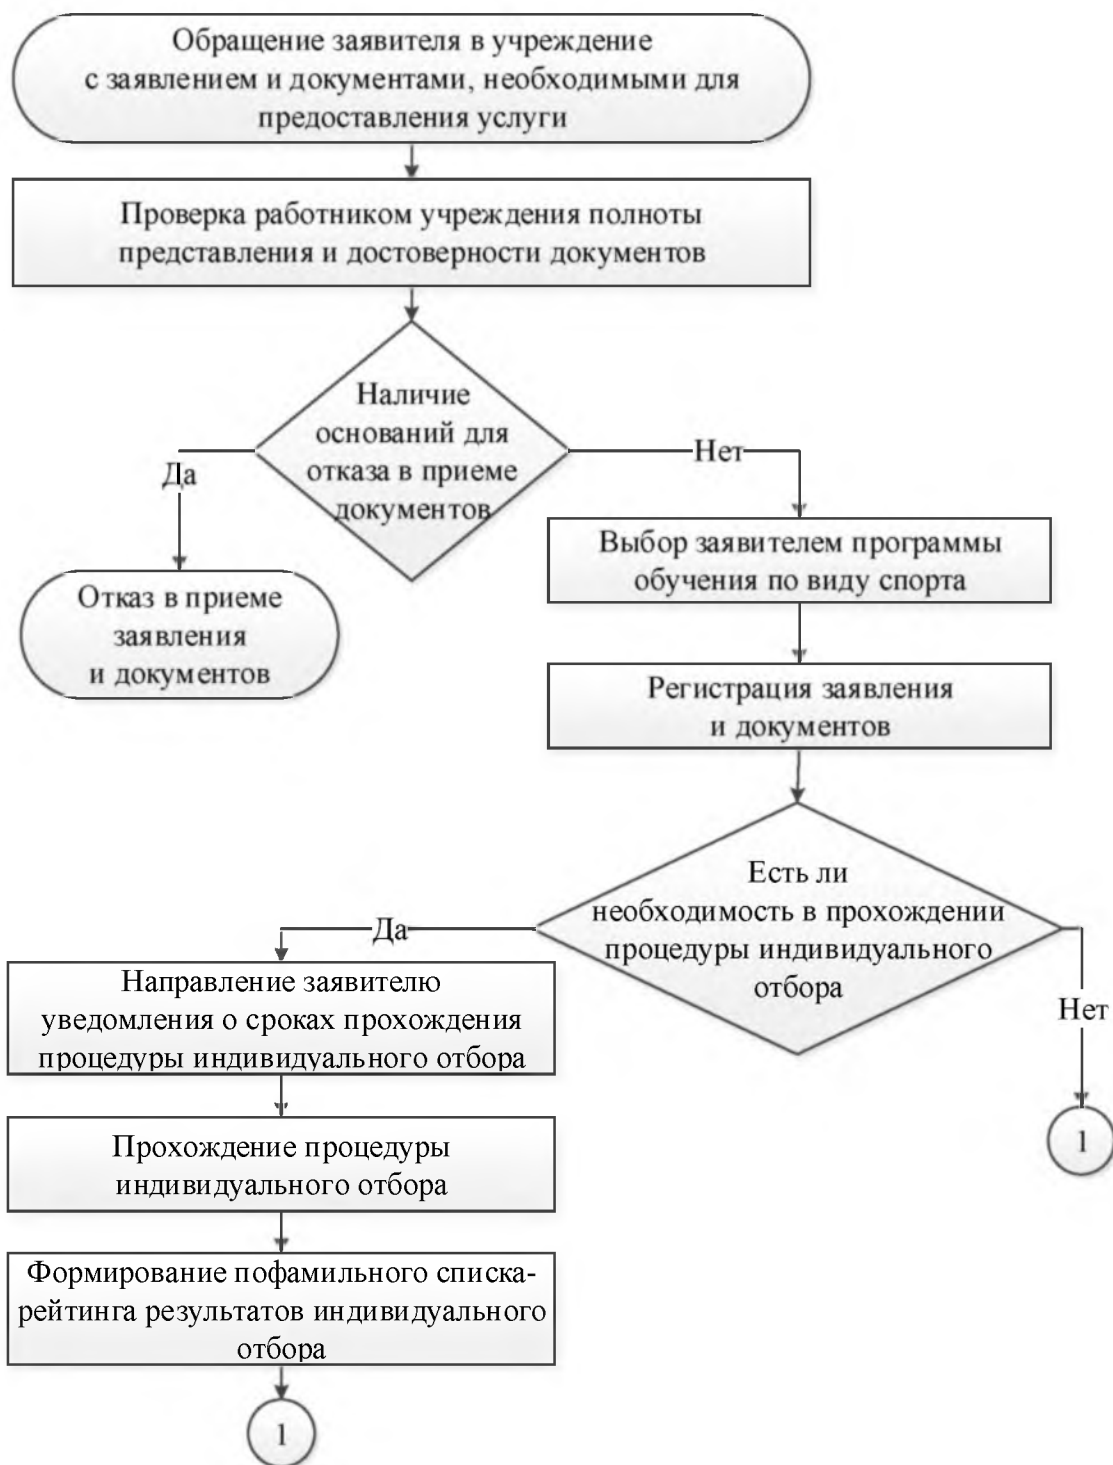 Обращение заявителя в учреждение
с заявлением и документами, необходимыми для
предоставления услуги
Проверка работником учреждения полноты
представления и достоверности документов
Наличие
оснований для
отказа в приеме
документов
Да
Нет
Отказ в приеме
заявления
и документов
Выбор заявителем программы
обучения по виду спорта
Регистрация заявления
и документов
Есть ли
необходимость в прохождении
процедуры индивидуального
отбора
Да
Нет
1
Направление заявителю
уведомления о сроках прохождения
процедуры индивидуального отбора
Прохождение процедуры
индивидуального отбора
Формирование пофамильного списка-
рейтинга результатов индивидуального
отбора
1